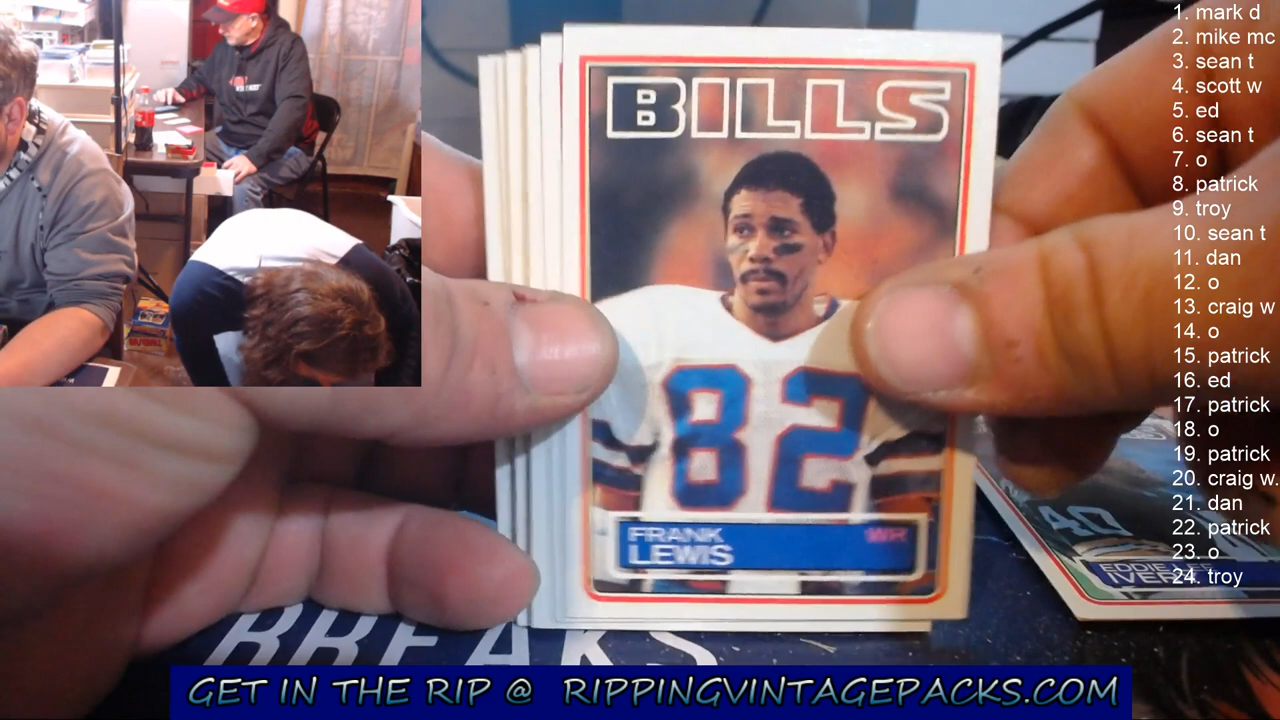 BILLS
82
FRANK
LEWIS
WR
40
EDDIE LEE
IVERY
BREAKS
1. mark d
2. mike mc
3. sean t
4. scott w
5. ed
6. sean t
7. o
8. patrick
9. troy
10. sean t
11. dan
12. o
13. craig w
14. o
15. patrick
16. ed
17. patrick
18. o
19. patrick
20. craig w.
21. dan
22. patrick
23. o
24. troy
GET IN THE RIP @ RIPPINGVINTAGEPACKS.COM